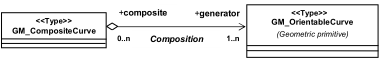 <<Type>>
GM_CompositeCurve
+composite
+generator
0..n
Composition
1..n
<<Type>>
GM_OrientableCurve
(Geometric primitive)